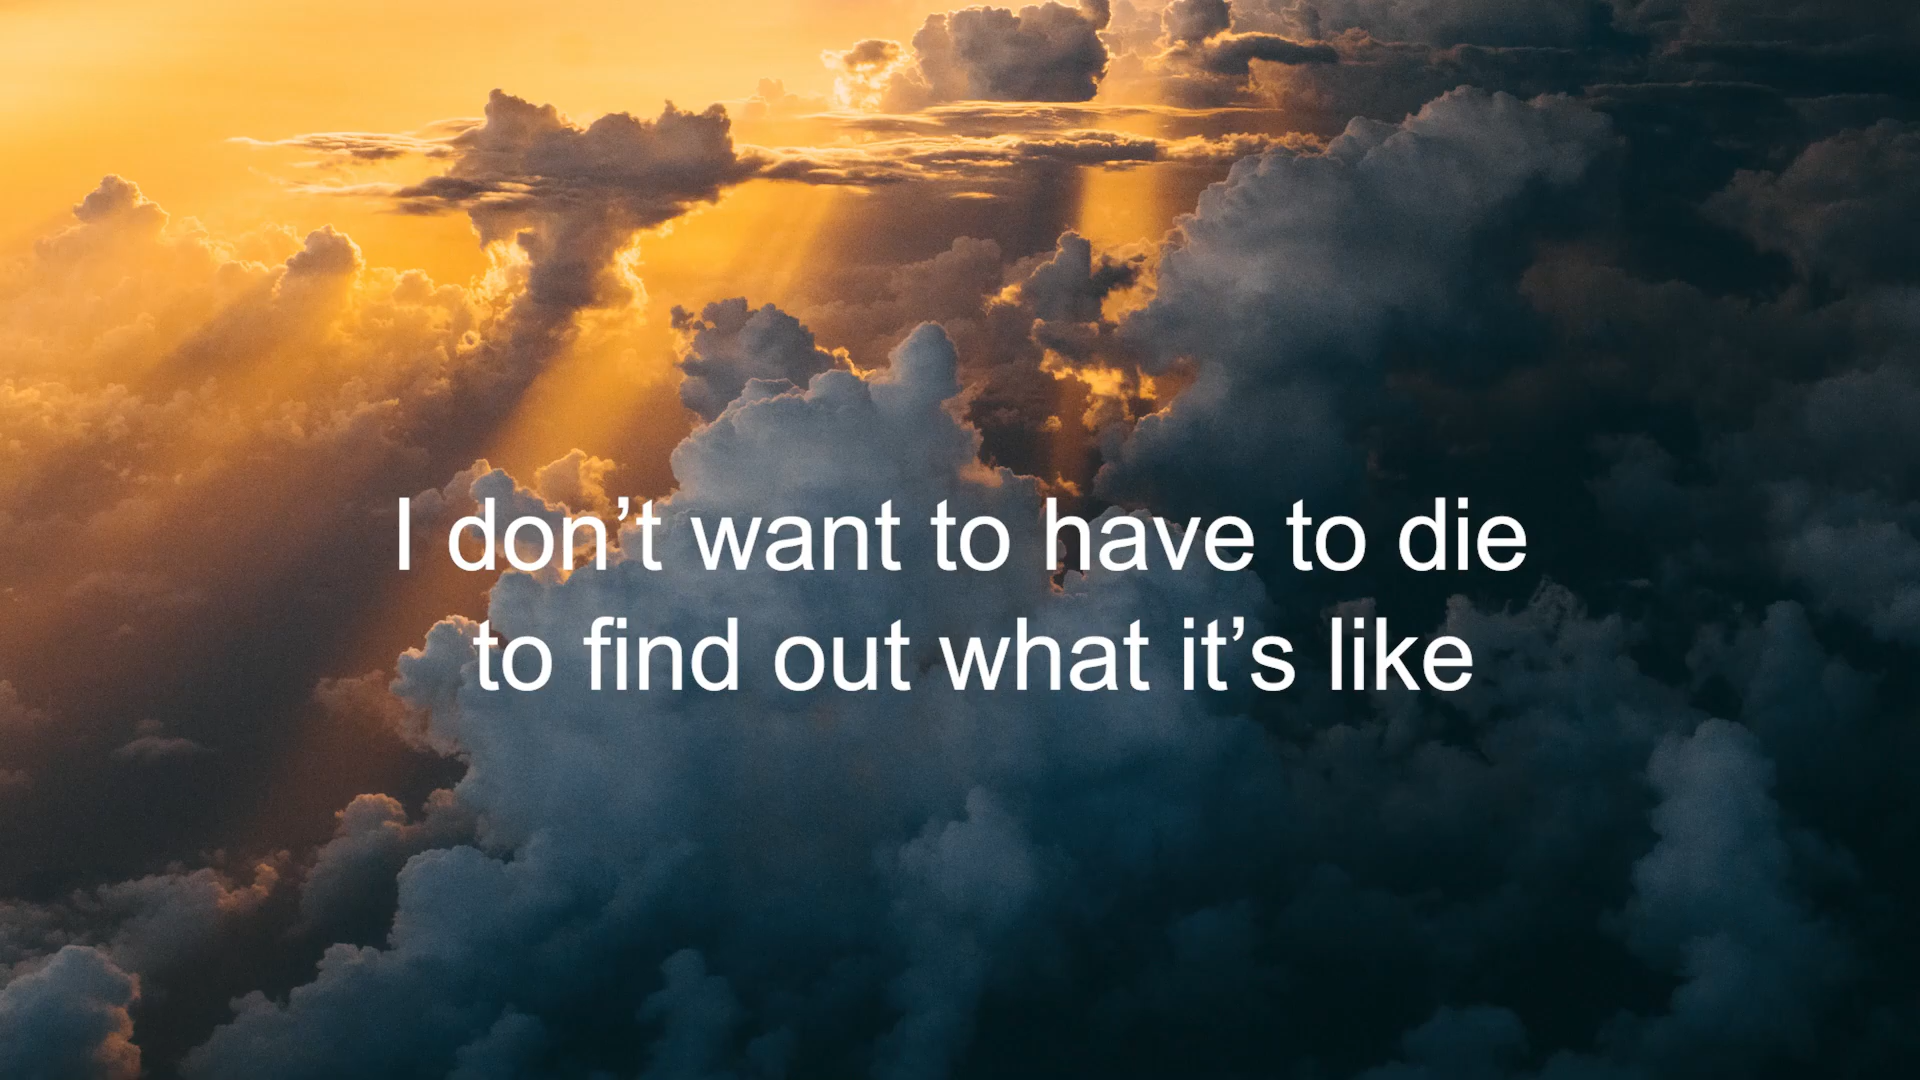 I don’t want to have to die
to find out what it’s like